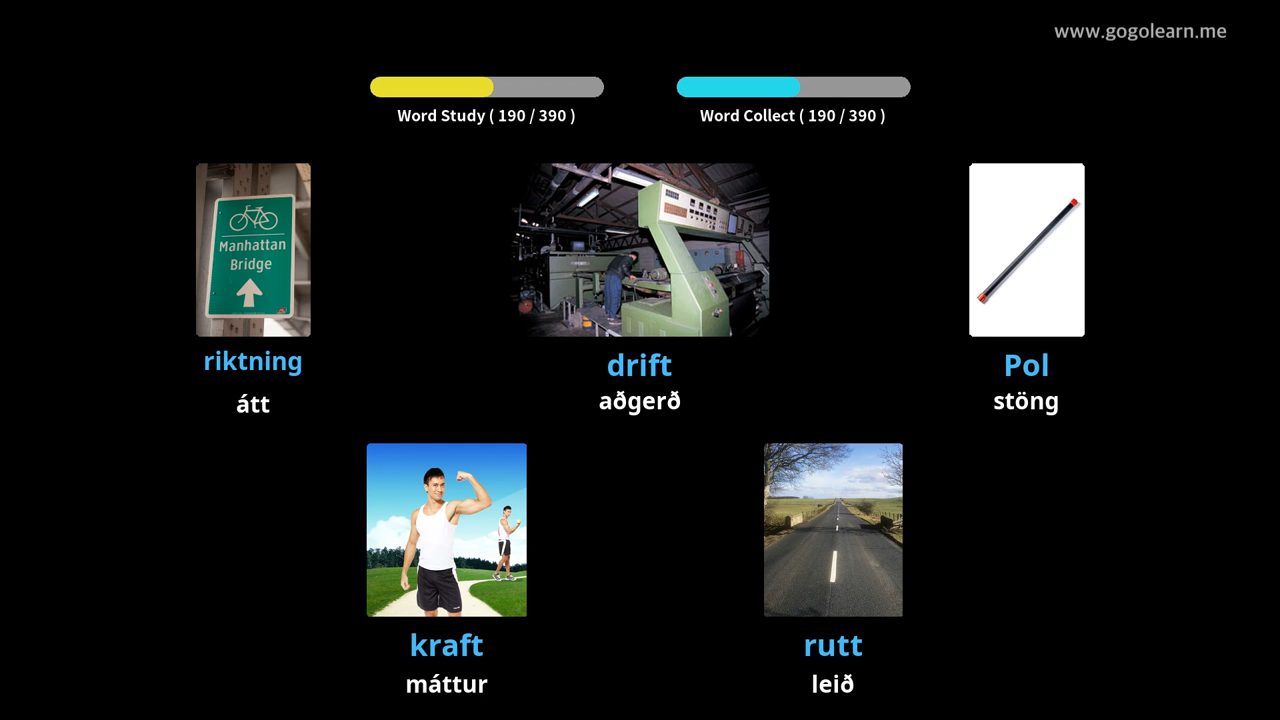 www.gogolearn.me
Word Study ( 190 / 390 )
Word Collect ( 190 / 390 )
Manhattan
Bridge
riktning
átt
drift
aðgerð
Pol
stöng
kraft
máttur
rutt
leið